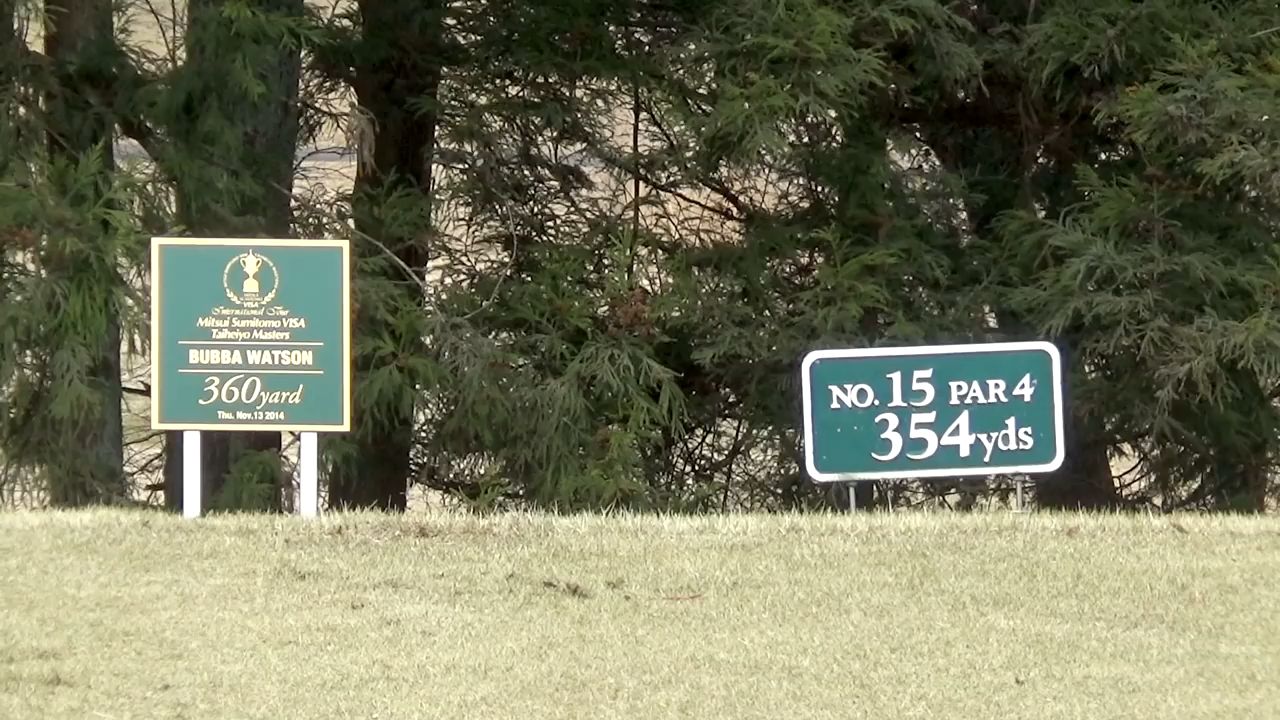 VISA
International Tour
Mitsui Sumitomo VISA
Taiheiyo Masters
BUBBA WATSON
360yard
Thu. Nov.13 2014
NO. 15 PAR 4
354yds